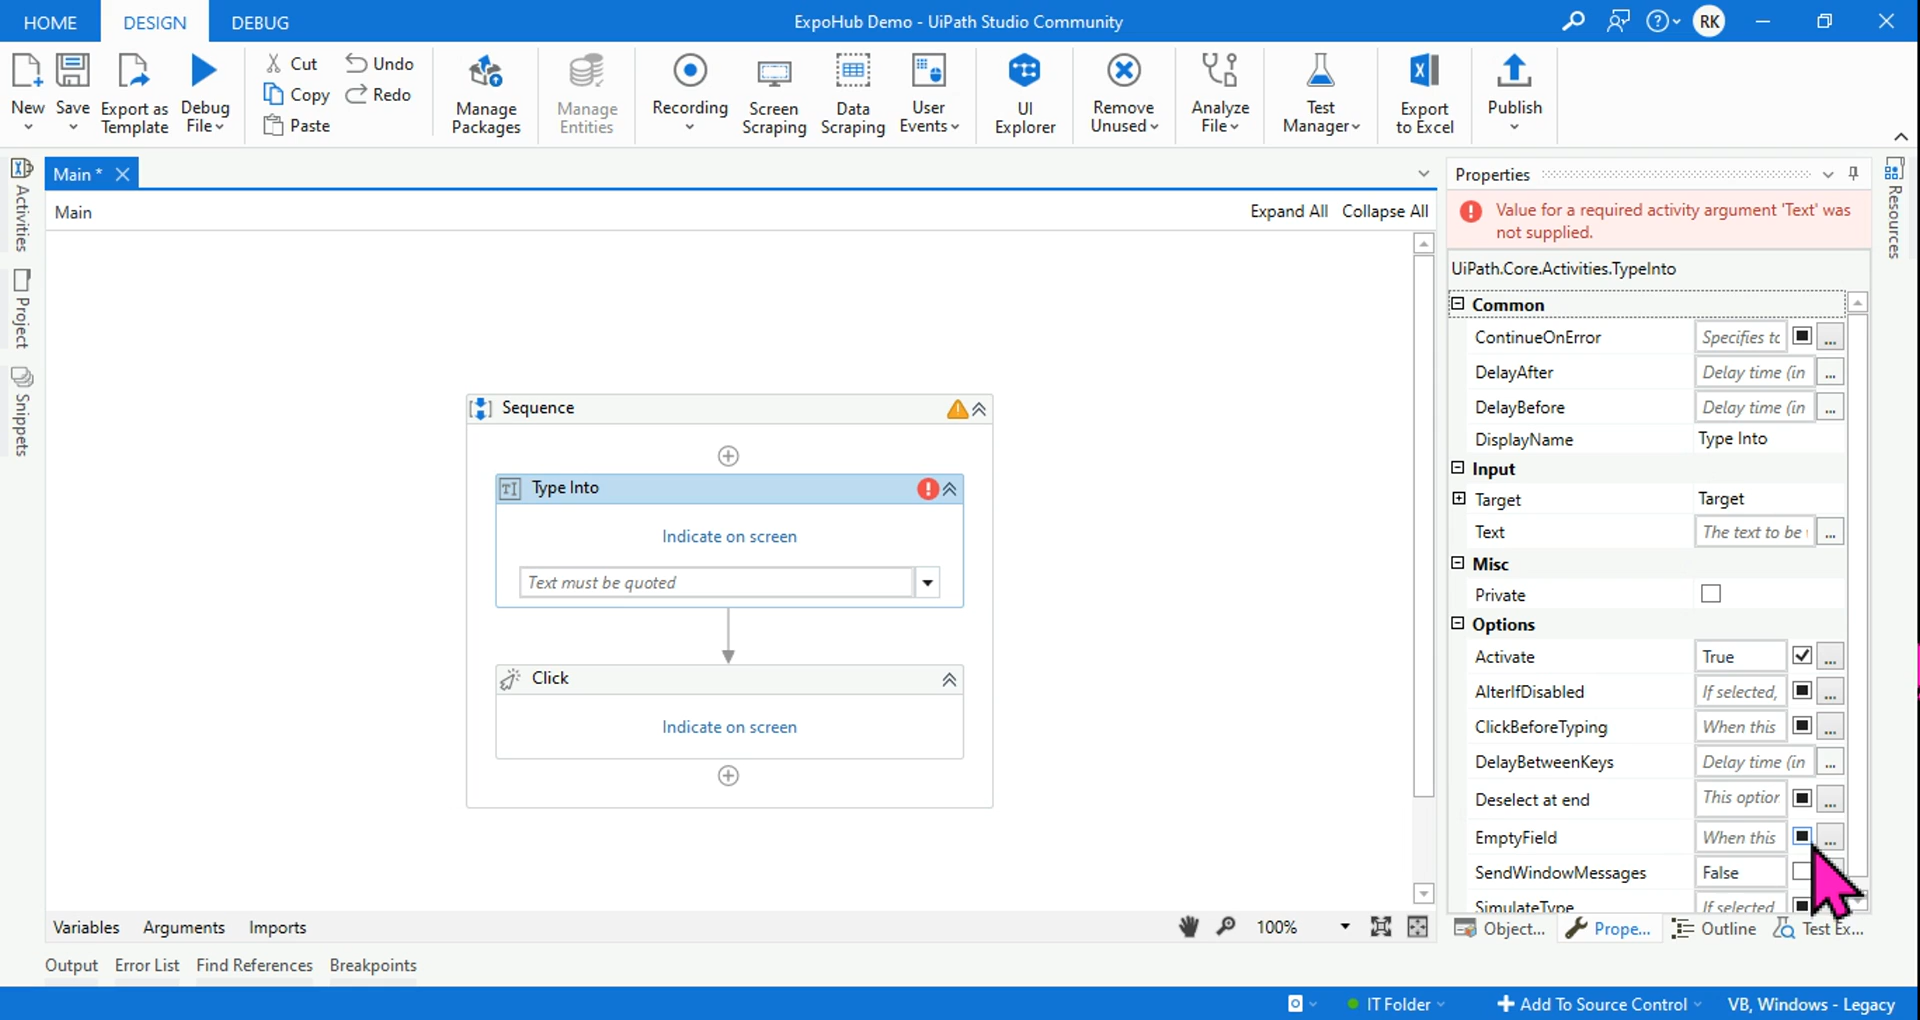 HOME DESIGN DEBUG
ExpoHub Demo - UiPath Studio Community
RK
New
Save
Export as
Template
Debug
File
Cut
Copy
Paste
Undo
Redo
Manage
Packages
Manage
Entities
Recording
Screen
Scraping
Data
Scraping
User
Events
UI
Explorer
Remove
Unused
Analyze
File
Test
Manager
Export
to Excel
Publish
Activities
Project
Snippets
Main *
Main
Expand All Collapse All
Sequence
Type Into
Indicate on screen
Text must be quoted
Click
Indicate on screen
Variables Arguments Imports
100%
Output Error List Find References Breakpoints
Properties
Resources
Value for a required activity argument 'Text' was
not supplied.
UiPath.Core.Activities.TypeInto
Common
ContinueOnError Specifies tc ...
DelayAfter Delay time (in ...
DelayBefore Delay time (in ...
DisplayName Type Into
Input
Target Target
Text The text to be ...
Misc
Private
Options
Activate True ...
AlterIfDisabled If selected, ...
ClickBeforeTyping When this ...
DelayBetweenKeys Delay time (in ...
Deselect at end This option ...
EmptyField When this ...
SendWindowMessages False
SimulateType If selected
Object... Prope... Outline Test Ex...
IT Folder
Add To Source Control
VB, Windows - Legacy